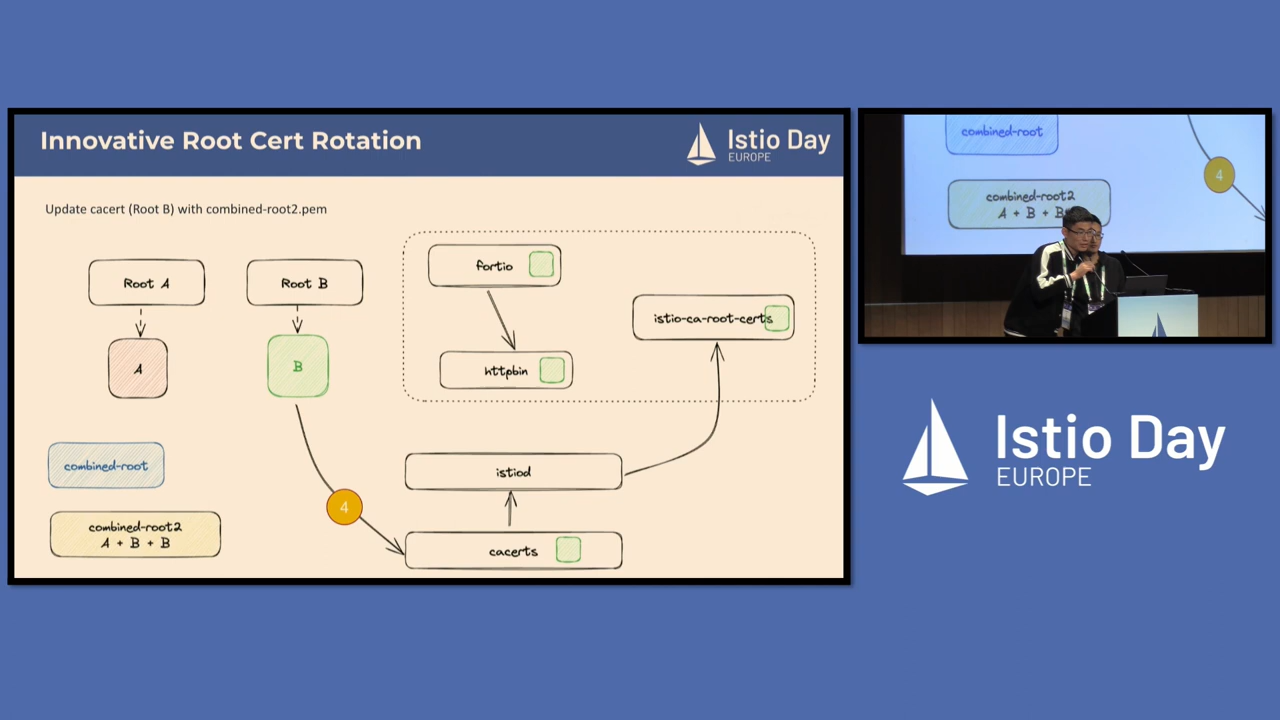 Innovative Root Cert Rotation
Istio Day
EUROPE
Update cacert (Root B) with combined-root2.pem
Root A
Root B
A
B
combined-root
combined-root2
A + B + B
fortio
httpbin
istio-ca-root-certs
istiod
cacerts
4
combined-root
combined-root2
A + B + B
4
Istio Day
EUROPE